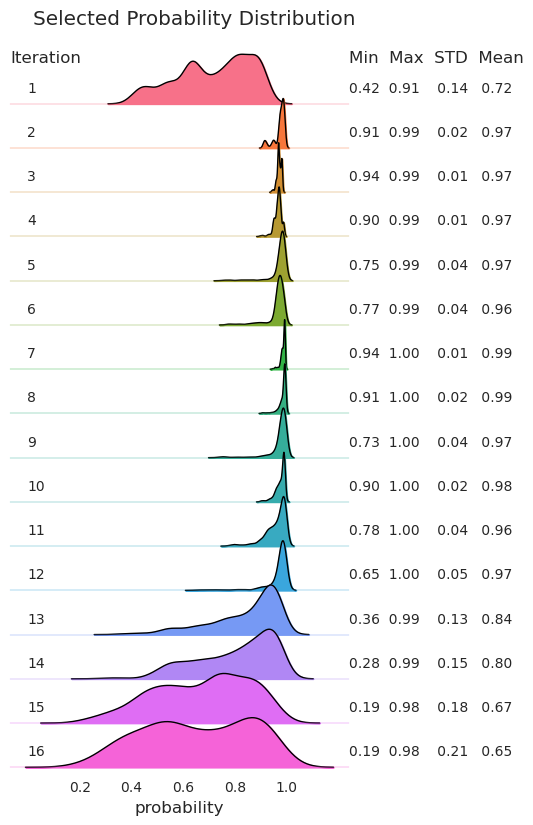 Selected Probability Distribution
Iteration Min Max STD Mean
1 0.42 0.91 0.14 0.72
2 0.91 0.99 0.02 0.97
3 0.94 0.99 0.01 0.97
4 0.90 0.99 0.01 0.97
5 0.75 0.99 0.04 0.97
6 0.77 0.99 0.04 0.96
7 0.94 1.00 0.01 0.99
8 0.91 1.00 0.02 0.99
9 0.73 1.00 0.04 0.97
10 0.90 1.00 0.02 0.98
11 0.78 1.00 0.04 0.96
12 0.65 1.00 0.05 0.97
13 0.36 0.99 0.13 0.84
14 0.28 0.99 0.15 0.80
15 0.19 0.98 0.18 0.67
16 0.19 0.98 0.21 0.65
0.2 0.4 0.6 0.8 1.0
probability